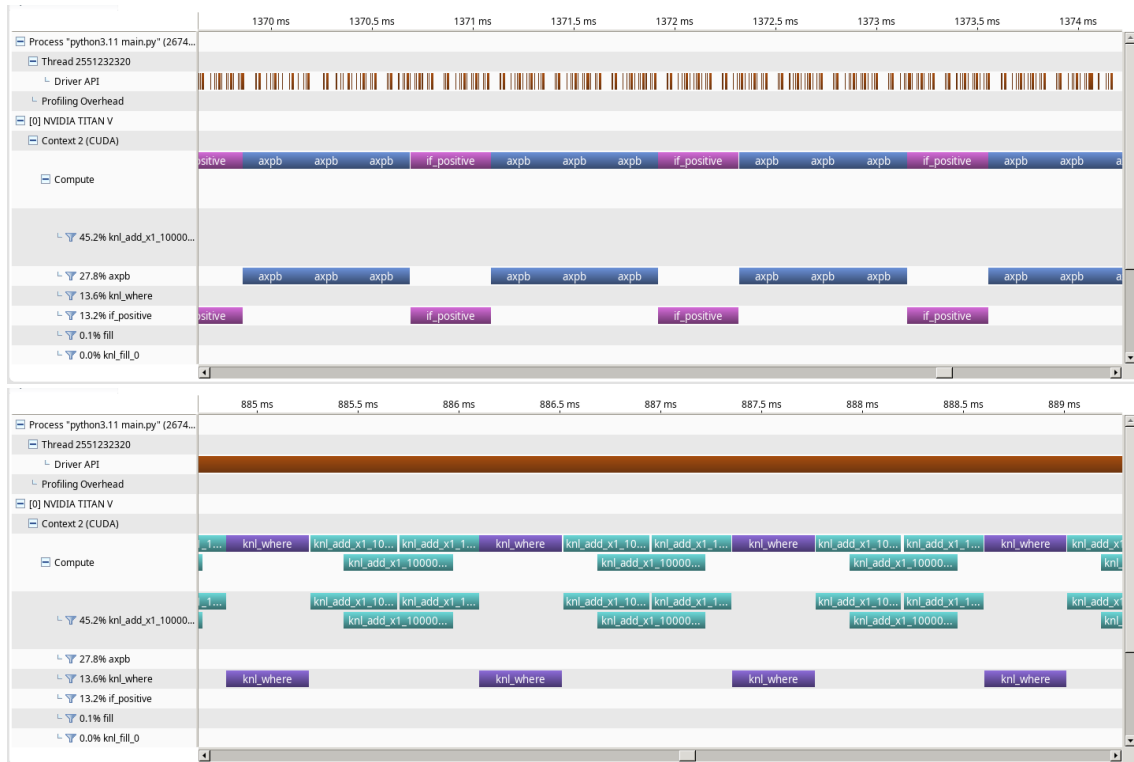 1370 ms 1370.5 ms 1371 ms 1371.5 ms 1372 ms 1372.5 ms 1373 ms 1373.5 ms 1374 ms
Process "python3.11 main.py" (2674...
Thread 2551232320
Driver API
Profiling Overhead
[0] NVIDIA TITAN V
Context 2 (CUDA)
sitive axpb axpb axpb if_positive axpb axpb axpb if_positive axpb axpb axpb if_positive axpb axpb a
Compute
45.2% knl_add_x1_10000...
27.8% axpb axpb axpb axpb axpb axpb axpb axpb axpb axpb axpb axpb a
13.6% knl_where
13.2% if_positive sitive if_positive if_positive if_positive
0.1% fill
0.0% knl_fill_0
885 ms 885.5 ms 886 ms 886.5 ms 887 ms 887.5 ms 888 ms 888.5 ms 889 ms
Process "python3.11 main.py" (2674...
Thread 2551232320
Driver API
Profiling Overhead
[0] NVIDIA TITAN V
Context 2 (CUDA)
_1... knl_where knl_add_x1_10... knl_add_x1_1... knl_where knl_add_x1_10... knl_add_x1_1... knl_where knl_add_x1_10... knl_add_x1_1... knl_where knl_add_x
Compute knl_add_x1_10000... knl_add_x1_10000... knl_add_x1_10000... knl_
_1... knl_add_x1_10... knl_add_x1_1... knl_add_x1_10... knl_add_x1_1... knl_add_x1_10... knl_add_x1_1... knl_add_x
45.2% knl_add_x1_10000... knl_add_x1_10000... knl_add_x1_10000... knl_add_x1_10000... knl_
27.8% axpb
13.6% knl_where knl_where knl_where knl_where knl_where
13.2% if_positive
0.1% fill
0.0% knl_fill_0